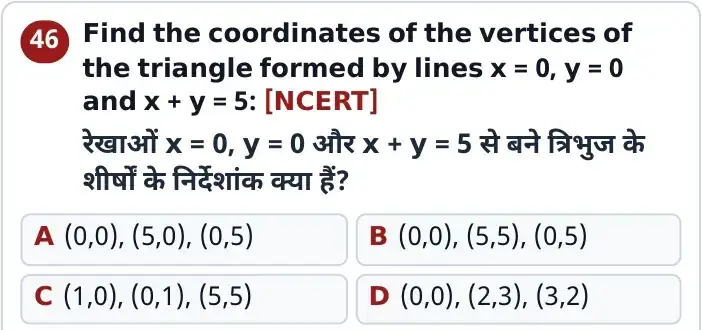 46 Find the coordinates of the vertices of
the triangle formed by lines x = 0, y = 0
and x + y = 5: [NCERT]
रेखाओं x = 0, y = 0 और x + y = 5 से बने त्रिभुज के
शीर्षों के निर्देशांक क्या हैं?
A (0,0), (5,0), (0,5) B (0,0), (5,5), (0,5)
C (1,0), (0,1), (5,5) D (0,0), (2,3), (3,2)